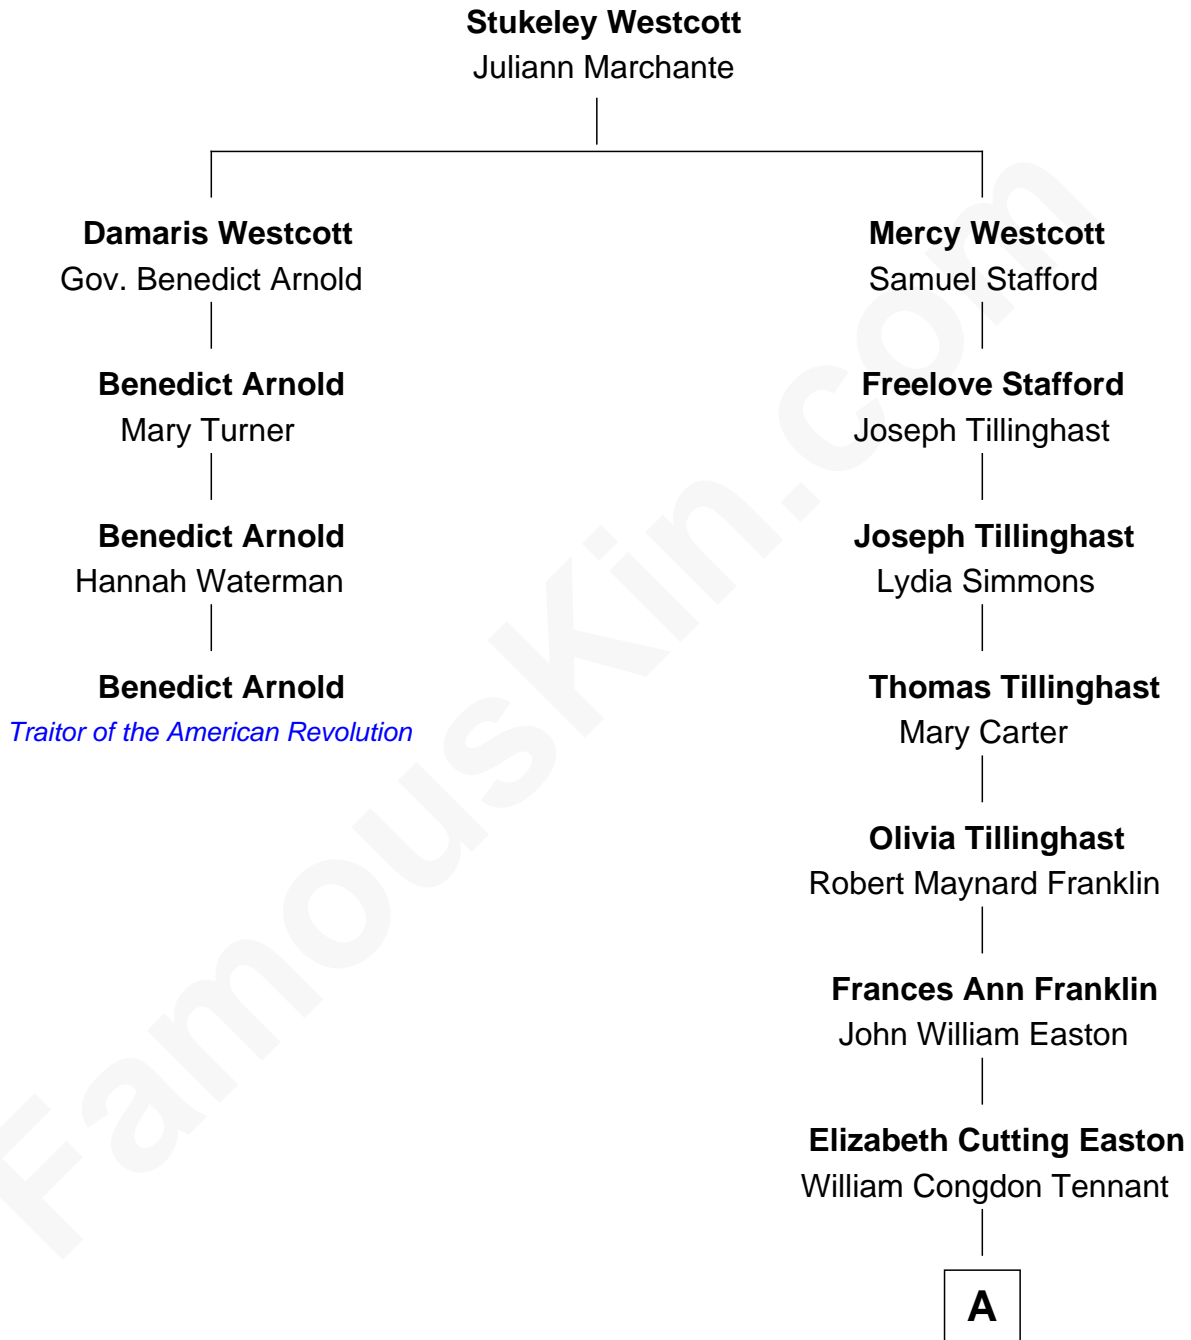 Stukeley Westcott
Juliann Marchante
Damaris Westcott
Gov. Benedict Arnold
Mercy Westcott
Samuel Stafford
Benedict Arnold
Mary Turner
Freelove Stafford
Joseph Tillinghast
Benedict Arnold
Hannah Waterman
Joseph Tillinghast
Lydia Simmons
Benedict Arnold
Traitor of the American Revolution
Thomas Tillinghast
Mary Carter
Olivia Tillinghast
Robert Maynard Franklin
Frances Ann Franklin
John William Easton
Elizabeth Cutting Easton
William Congdon Tennant
A
FamousKin.com